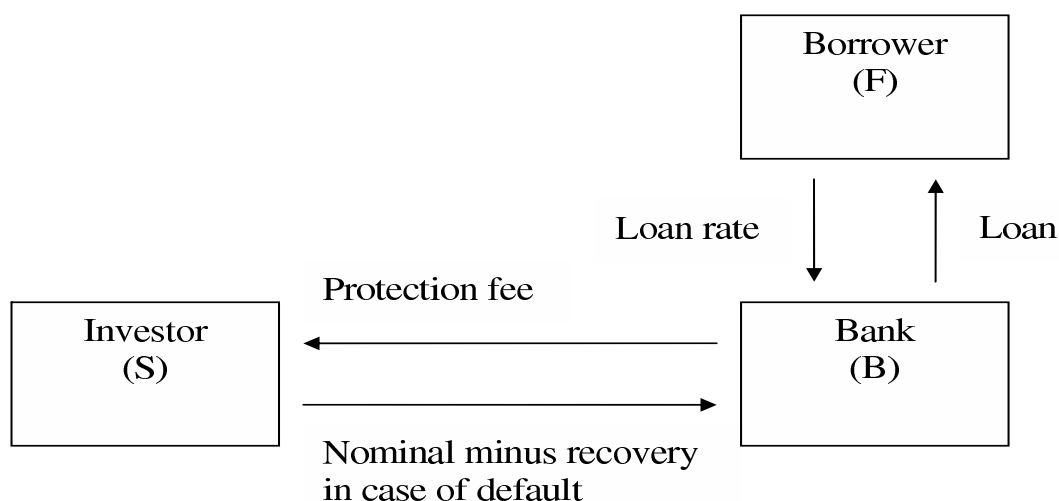 Borrower
(F)
Loan rate
Loan
Protection fee
Investor
(S)
Bank
(B)
Nominal minus recovery
in case of default